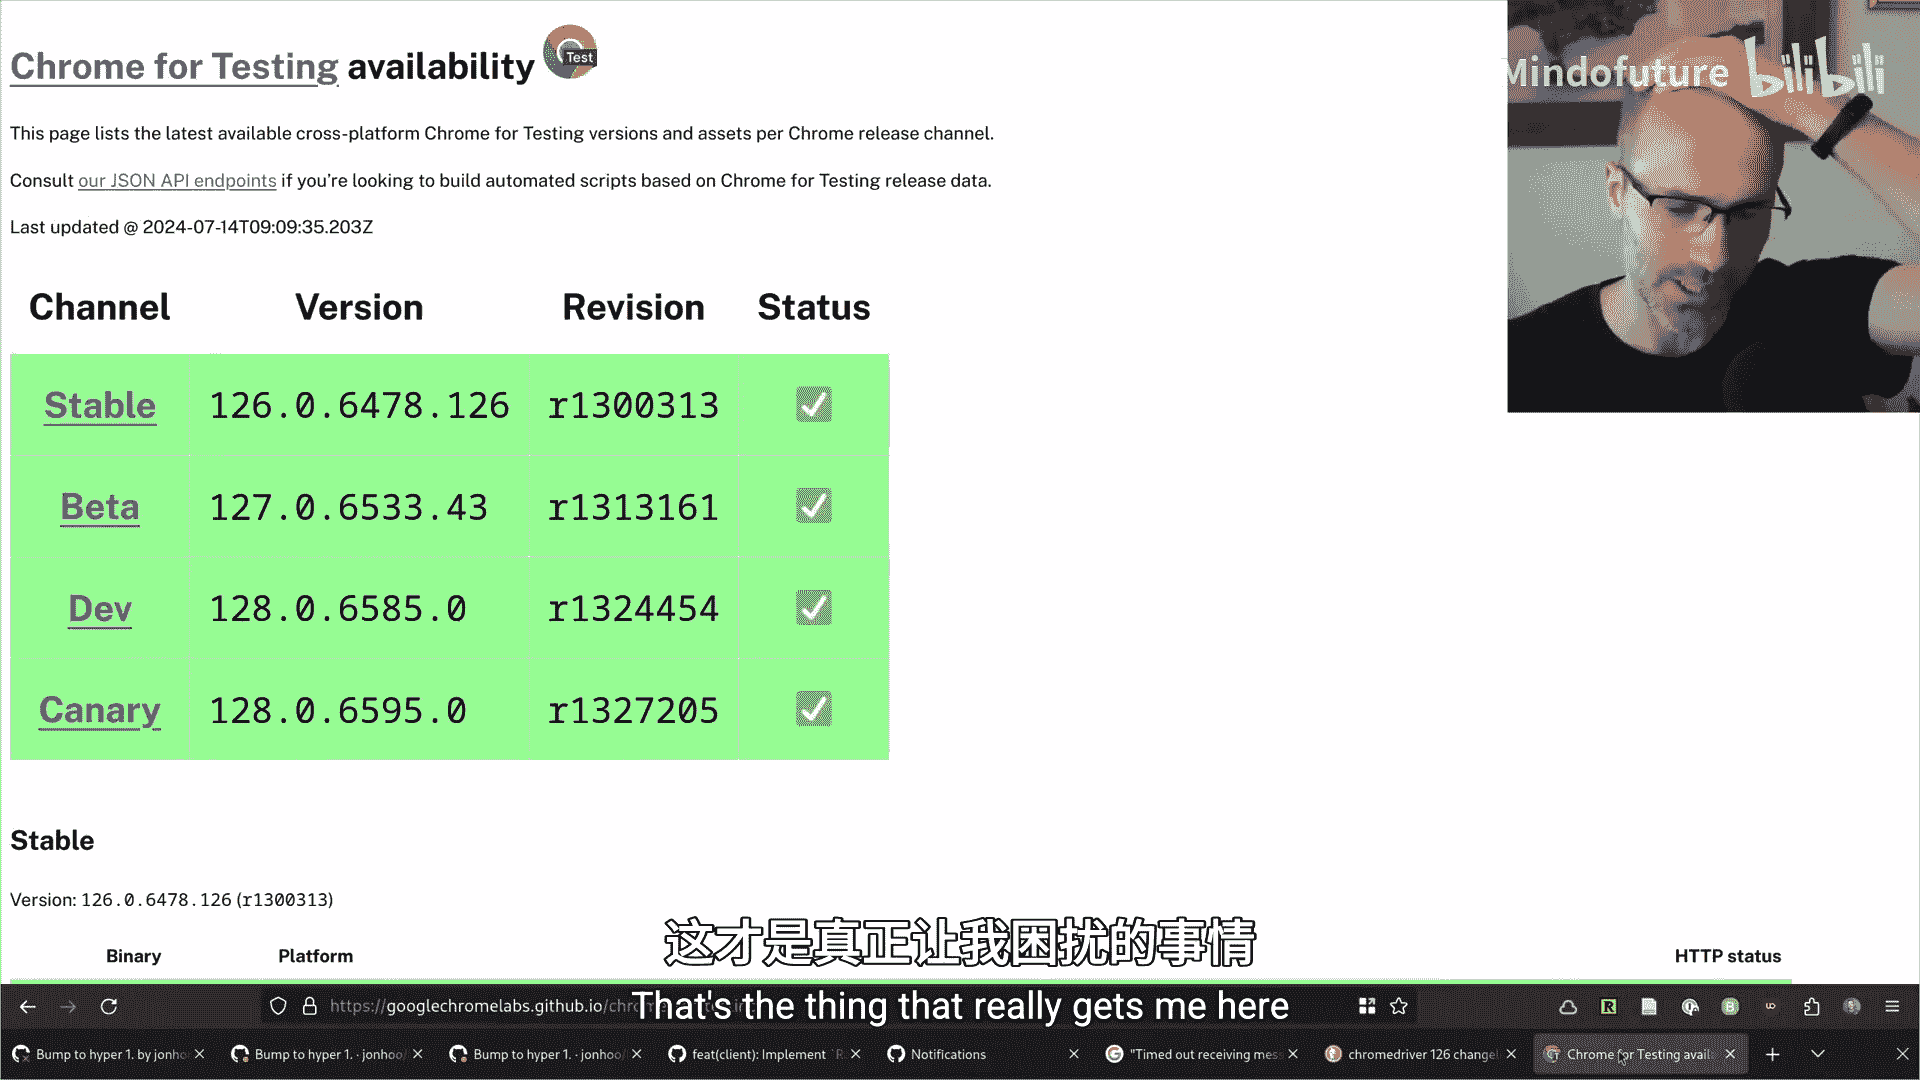 Chrome for Testing availability
Test
Mindofuture bilibili
This page lists the latest available cross-platform Chrome for Testing versions and assets per Chrome release channel.
Consult our JSON API endpoints if you're looking to build automated scripts based on Chrome for Testing release data.
Last updated @ 2024-07-14T09:09:35.203Z
Channel Version Revision Status
Stable 126.0.6478.126 r1300313 ✅
Beta 127.0.6533.43 r1313161 ✅
Dev 128.0.6585.0 r1324454 ✅
Canary 128.0.6595.0 r1327205 ✅
Stable
Version: 126.0.6478.126 (r1300313)
Binary Platform HTTP status
这才是真正让我困扰的事情
https://googlechromelabs.github.io/chr
That's the thing that really gets me here
Bump to hyper 1. by jonho Bump to hyper 1. · jonhoo Bump to hyper 1. · jonhoo/ feat(client): Implement `R Notifications "Timed out receiving mes chromedriver 126 changel Chrome for Testing avail